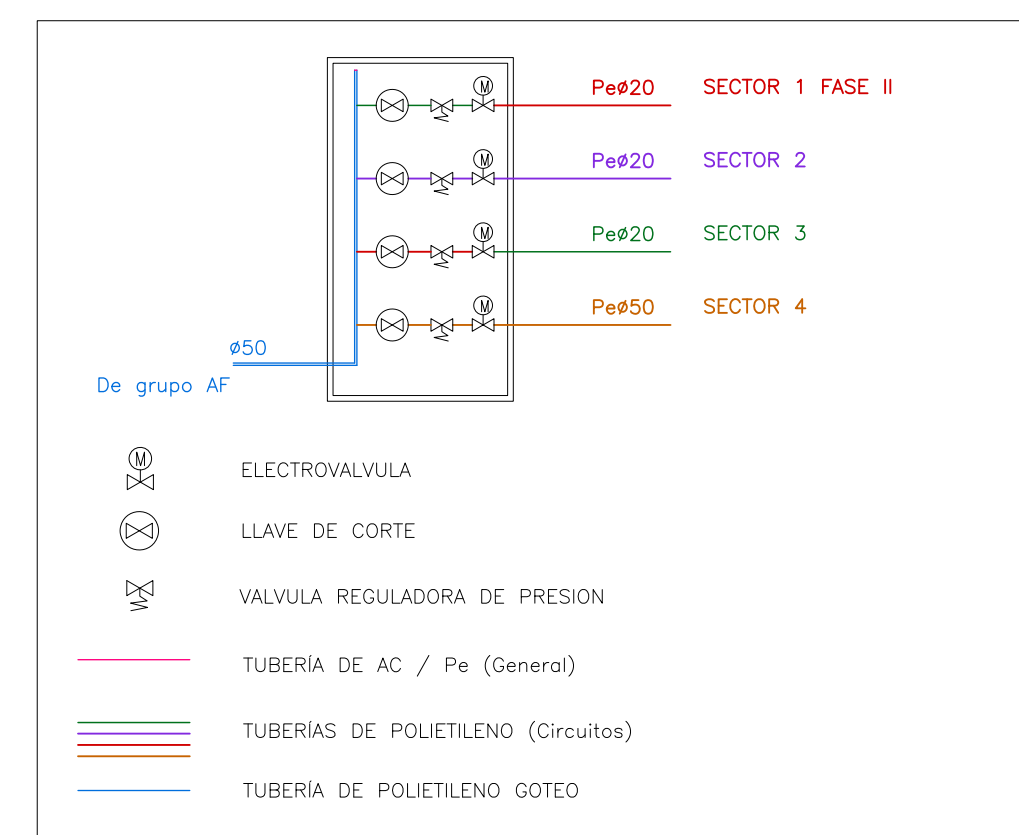 Peø20 SECTOR 1 FASE II
M
Peø20 SECTOR 2
M
Peø20 SECTOR 3
M
Peø50 SECTOR 4
M
ø50
De grupo AF
M ELECTROVALVULA
LLAVE DE CORTE
VALVULA REGULADORA DE PRESION
TUBERÍA DE AC / Pe (General)
TUBERÍAS DE POLIETILENO (Circuitos)
TUBERÍA DE POLIETILENO GOTEO